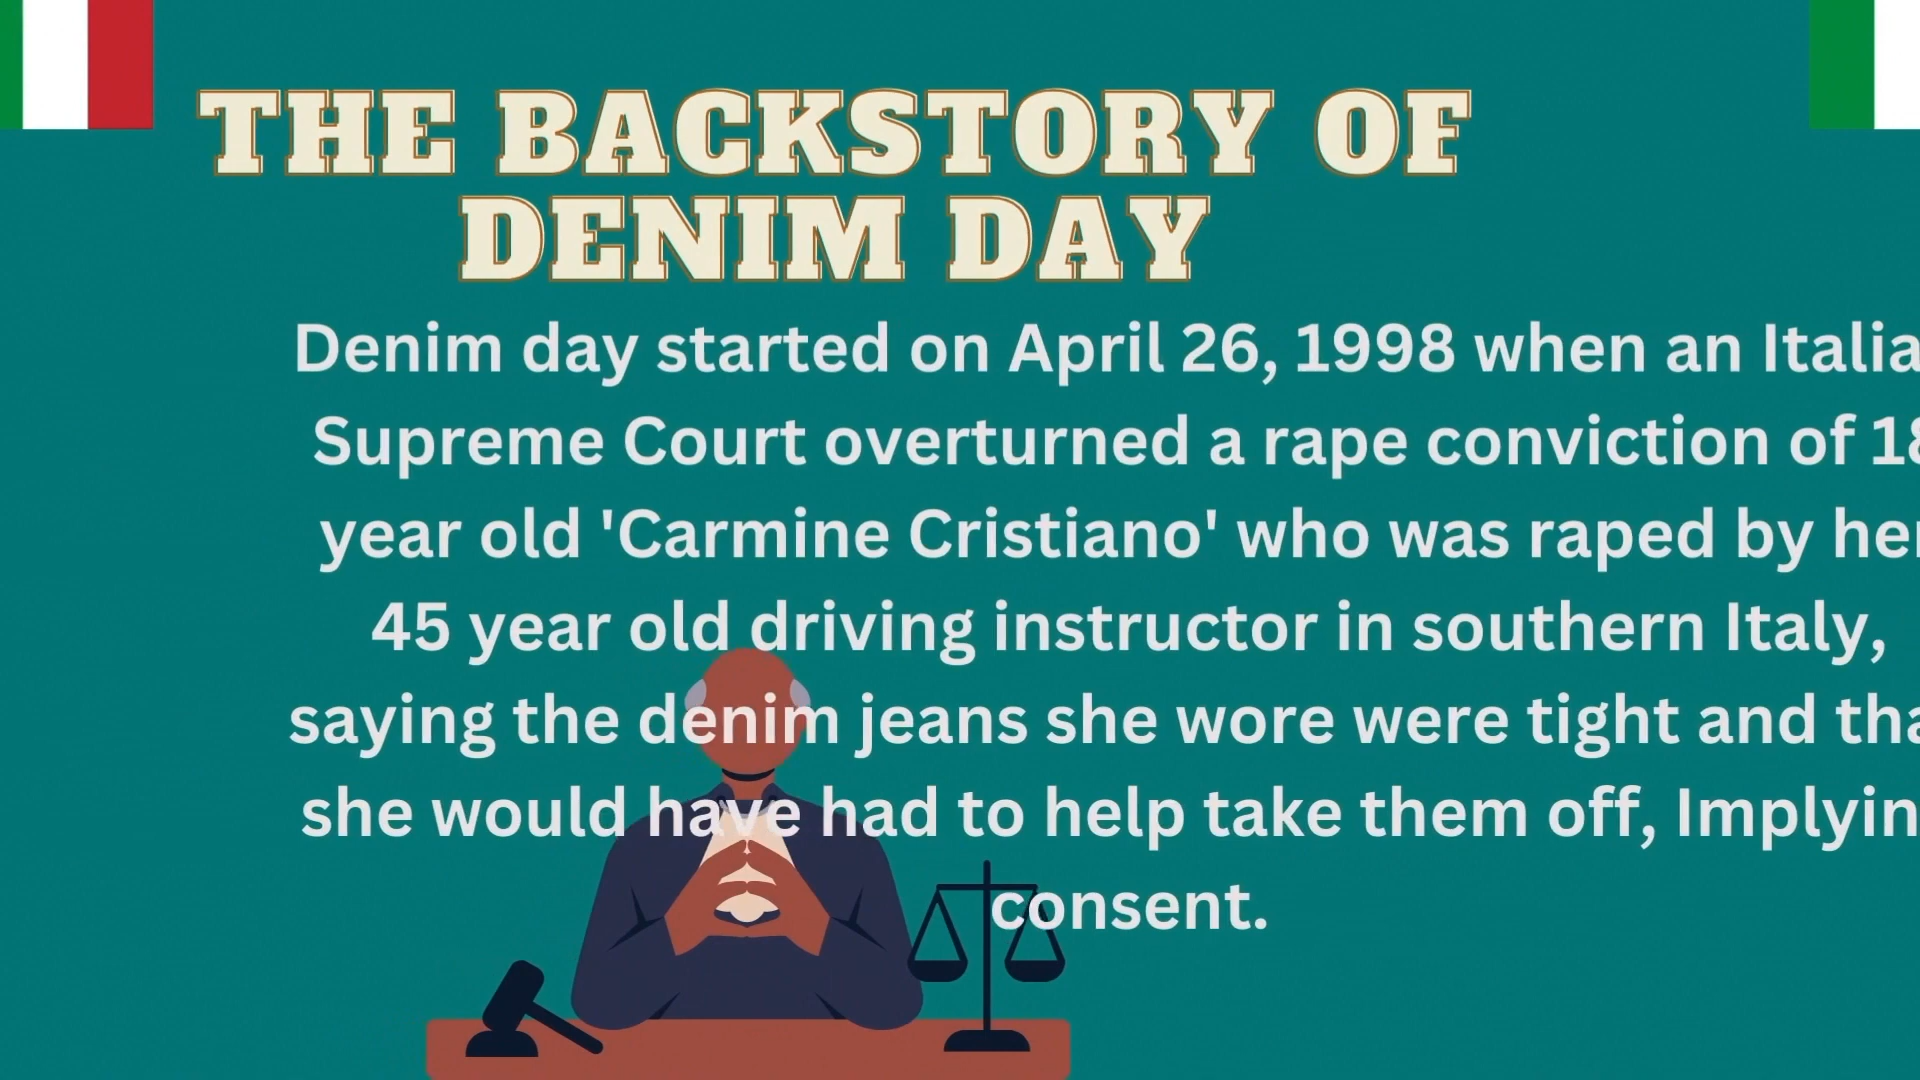 THE BACKSTORY OF
DENIM DAY
Denim day started on April 26, 1998 when an Italia
Supreme Court overturned a rape conviction of 18
year old 'Carmine Cristiano' who was raped by her
45 year old driving instructor in southern Italy,
saying the denim jeans she wore were tight and tha
she would have had to help take them off, Implyin
consent.